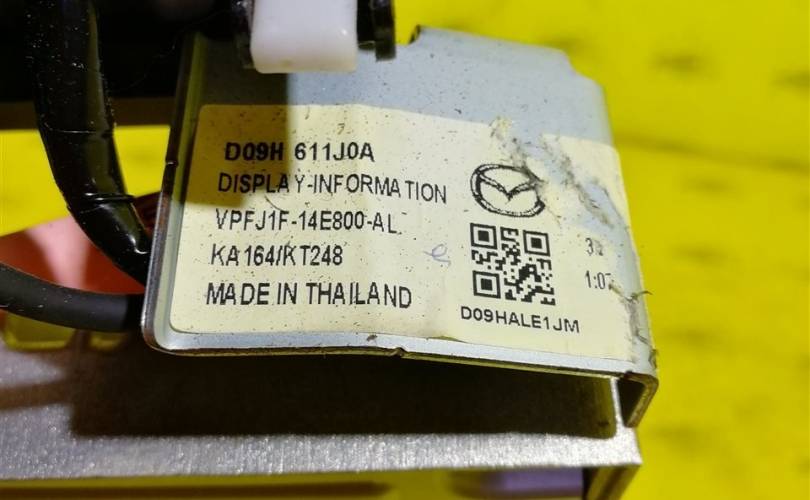 D09H 611J0A
DISPLAY-INFORMATION
VPFJ1F-14E800-AL
KA164/KT248
MADE IN THAILAND
D09HALE1JM